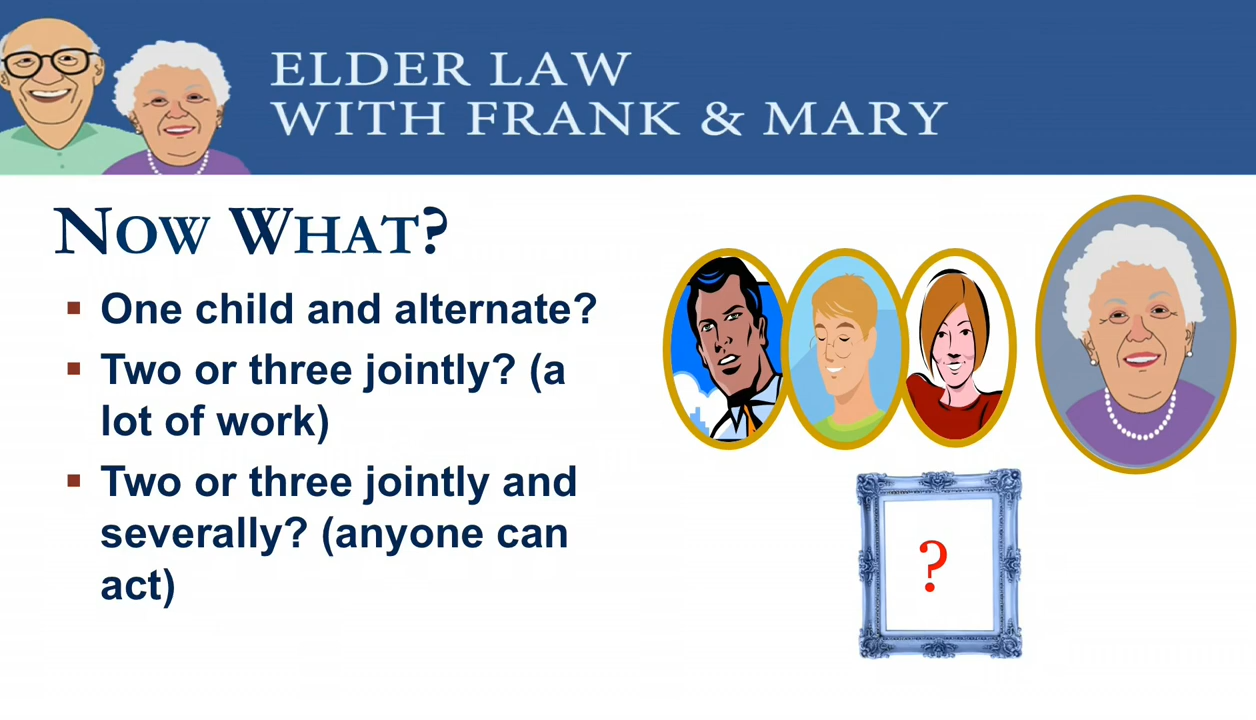 ELDER LAW
WITH FRANK & MARY
NOW WHAT?
▪ One child and alternate?
▪ Two or three jointly? (a
lot of work)
▪ Two or three jointly and
severally? (anyone can
act)
?